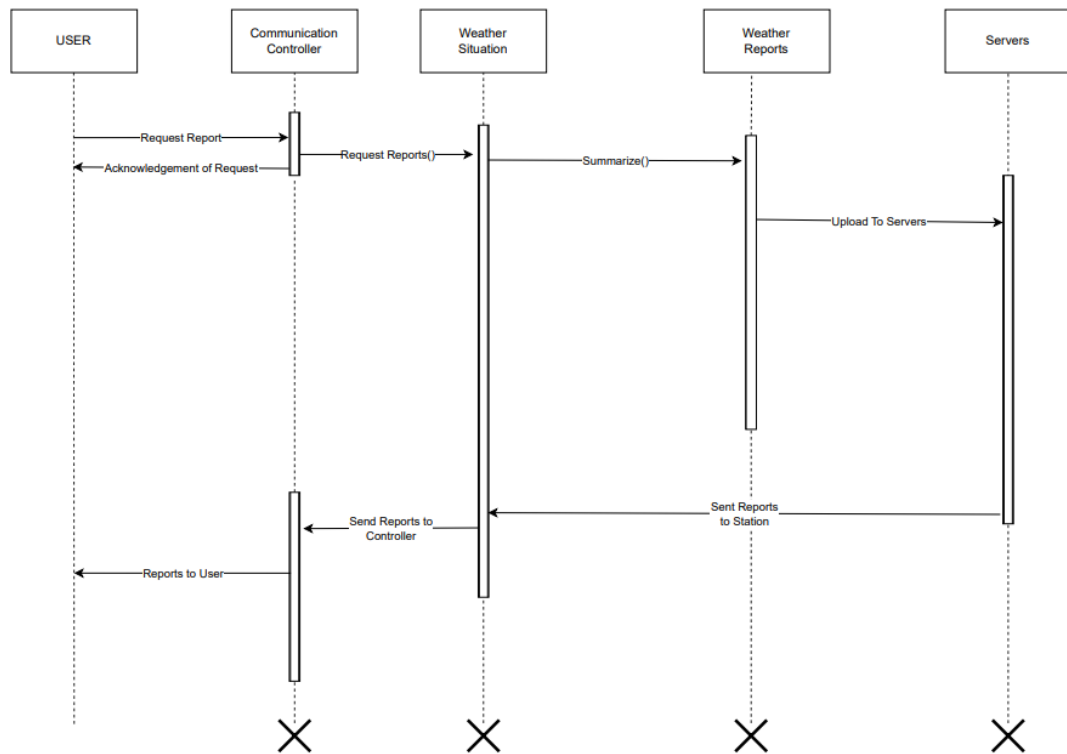 USER
Communication
Controller
Weather
Situation
Weather
Reports
Servers
Request Report
Request Reports()
Summarize()
Acknowledgement of Request
Upload To Servers
Sent Reports
to Station
Send Reports to
Controller
Reports to User